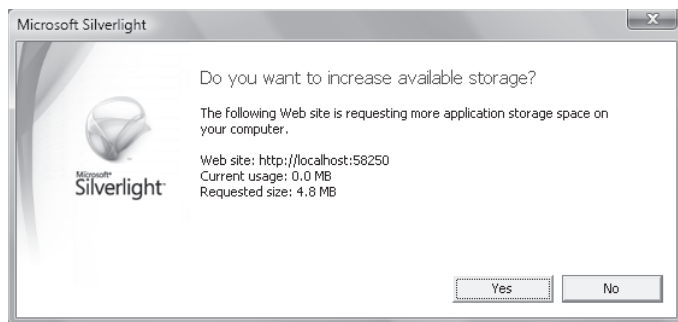 Microsoft Silverlight
X
Do you want to increase available storage?
The following Web site is requesting more application storage space on
your computer.
Web site: http://localhost:58250
Current usage: 0.0 MB
Requested size: 4.8 MB
Microsoft®
Silverlight™
Yes
No